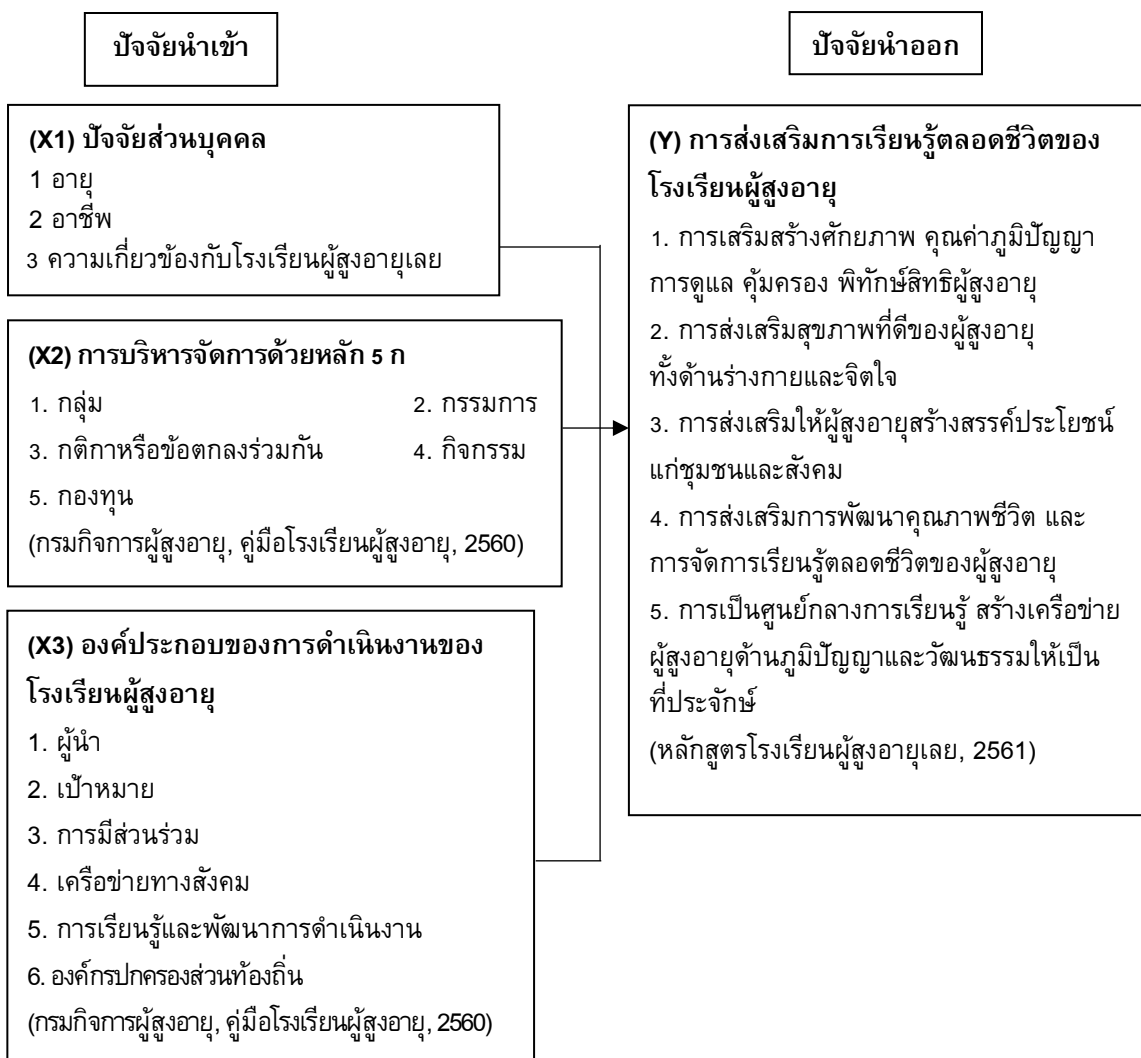 ปัจจัยนำเข้า
(X1) ปัจจัยส่วนบุคคล
1 อายุ
2 อาชีพ
3 ความเกี่ยวข้องกับโรงเรียนผู้สูงอายุเลย
(X2) การบริหารจัดการด้วยหลัก 5 ก
1. กลุ่ม 2. กรรมการ
3. กติกาหรือข้อตกลงร่วมกัน 4. กิจกรรม
5. กองทุน
(กรมกิจการผู้สูงอายุ, คู่มือโรงเรียนผู้สูงอายุ, 2560)
(X3) องค์ประกอบของการดำเนินงานของ
โรงเรียนผู้สูงอายุ
1. ผู้นำ
2. เป้าหมาย
3. การมีส่วนร่วม
4. เครือข่ายทางสังคม
5. การเรียนรู้และพัฒนาการดำเนินงาน
6. องค์กรปกครองส่วนท้องถิ่น
(กรมกิจการผู้สูงอายุ, คู่มือโรงเรียนผู้สูงอายุ, 2560)
ปัจจัยนำออก
(Y) การส่งเสริมการเรียนรู้ตลอดชีวิตของ
โรงเรียนผู้สูงอายุ
1. การเสริมสร้างศักยภาพ คุณค่าภูมิปัญญา
การดูแล คุ้มครอง พิทักษ์สิทธิผู้สูงอายุ
2. การส่งเสริมสุขภาพที่ดีของผู้สูงอายุ
ทั้งด้านร่างกายและจิตใจ
3. การส่งเสริมให้ผู้สูงอายุสร้างสรรค์ประโยชน์
แก่ชุมชนและสังคม
4. การส่งเสริมการพัฒนาคุณภาพชีวิต และ
การจัดการเรียนรู้ตลอดชีวิตของผู้สูงอายุ
5. การเป็นศูนย์กลางการเรียนรู้ สร้างเครือข่าย
ผู้สูงอายุด้านภูมิปัญญาและวัฒนธรรมให้เป็น
ที่ประจักษ์
(หลักสูตรโรงเรียนผู้สูงอายุเลย, 2561)